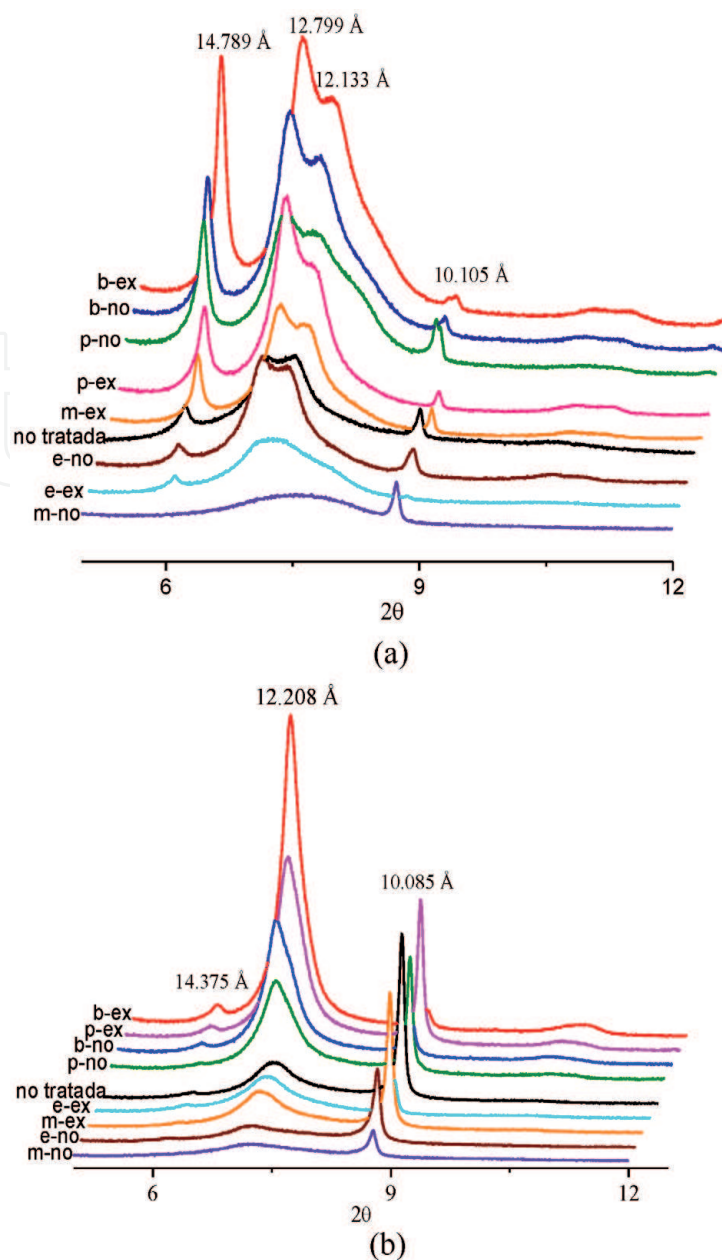 12.799 Å
14.789 Å
12.133 Å
10.105 Å
b-ex
b-no
p-no
p-ex
m-ex
no tratada
e-no
e-ex
m-no
6 9 12
2θ
(a)
12.208 Å
10.085 Å
14.375 Å
b-ex
p-ex
b-no
p-no
no tratada
e-ex
m-ex
e-no
m-no
6 9 12
2θ
(b)